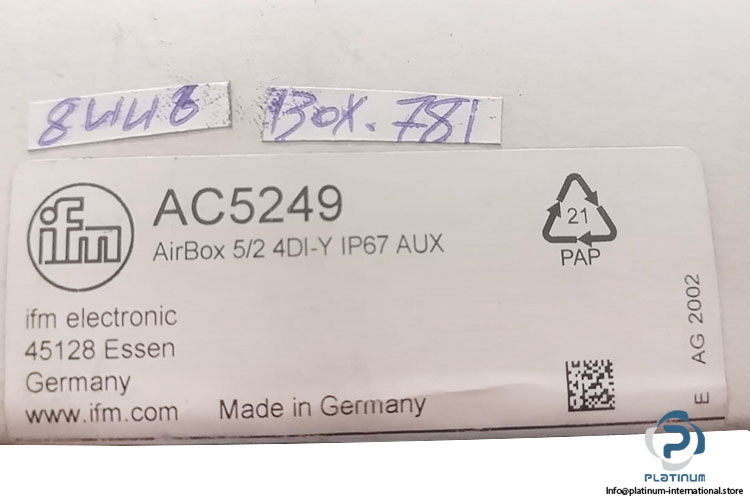 8448
Box. 781
ifm
AC5249
AirBox 5/2 4DI-Y IP67 AUX
21
PAP
ifm electronic
45128 Essen
Germany
www.ifm.com
Made in Germany
E AG 2002
PLATINUM
Info@platinum-international.store